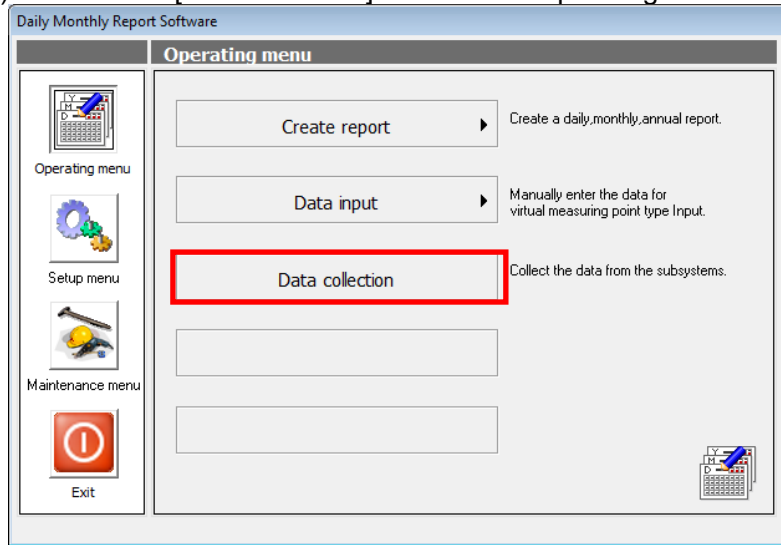 Daily Monthly Report Software
Operating menu
Create report
Create a daily,monthly,annual report.
Operating menu
Data input
Manually enter the data for
virtual measuring point type Input.
Setup menu
Data collection
Collect the data from the subsystems.
Maintenance menu
Exit